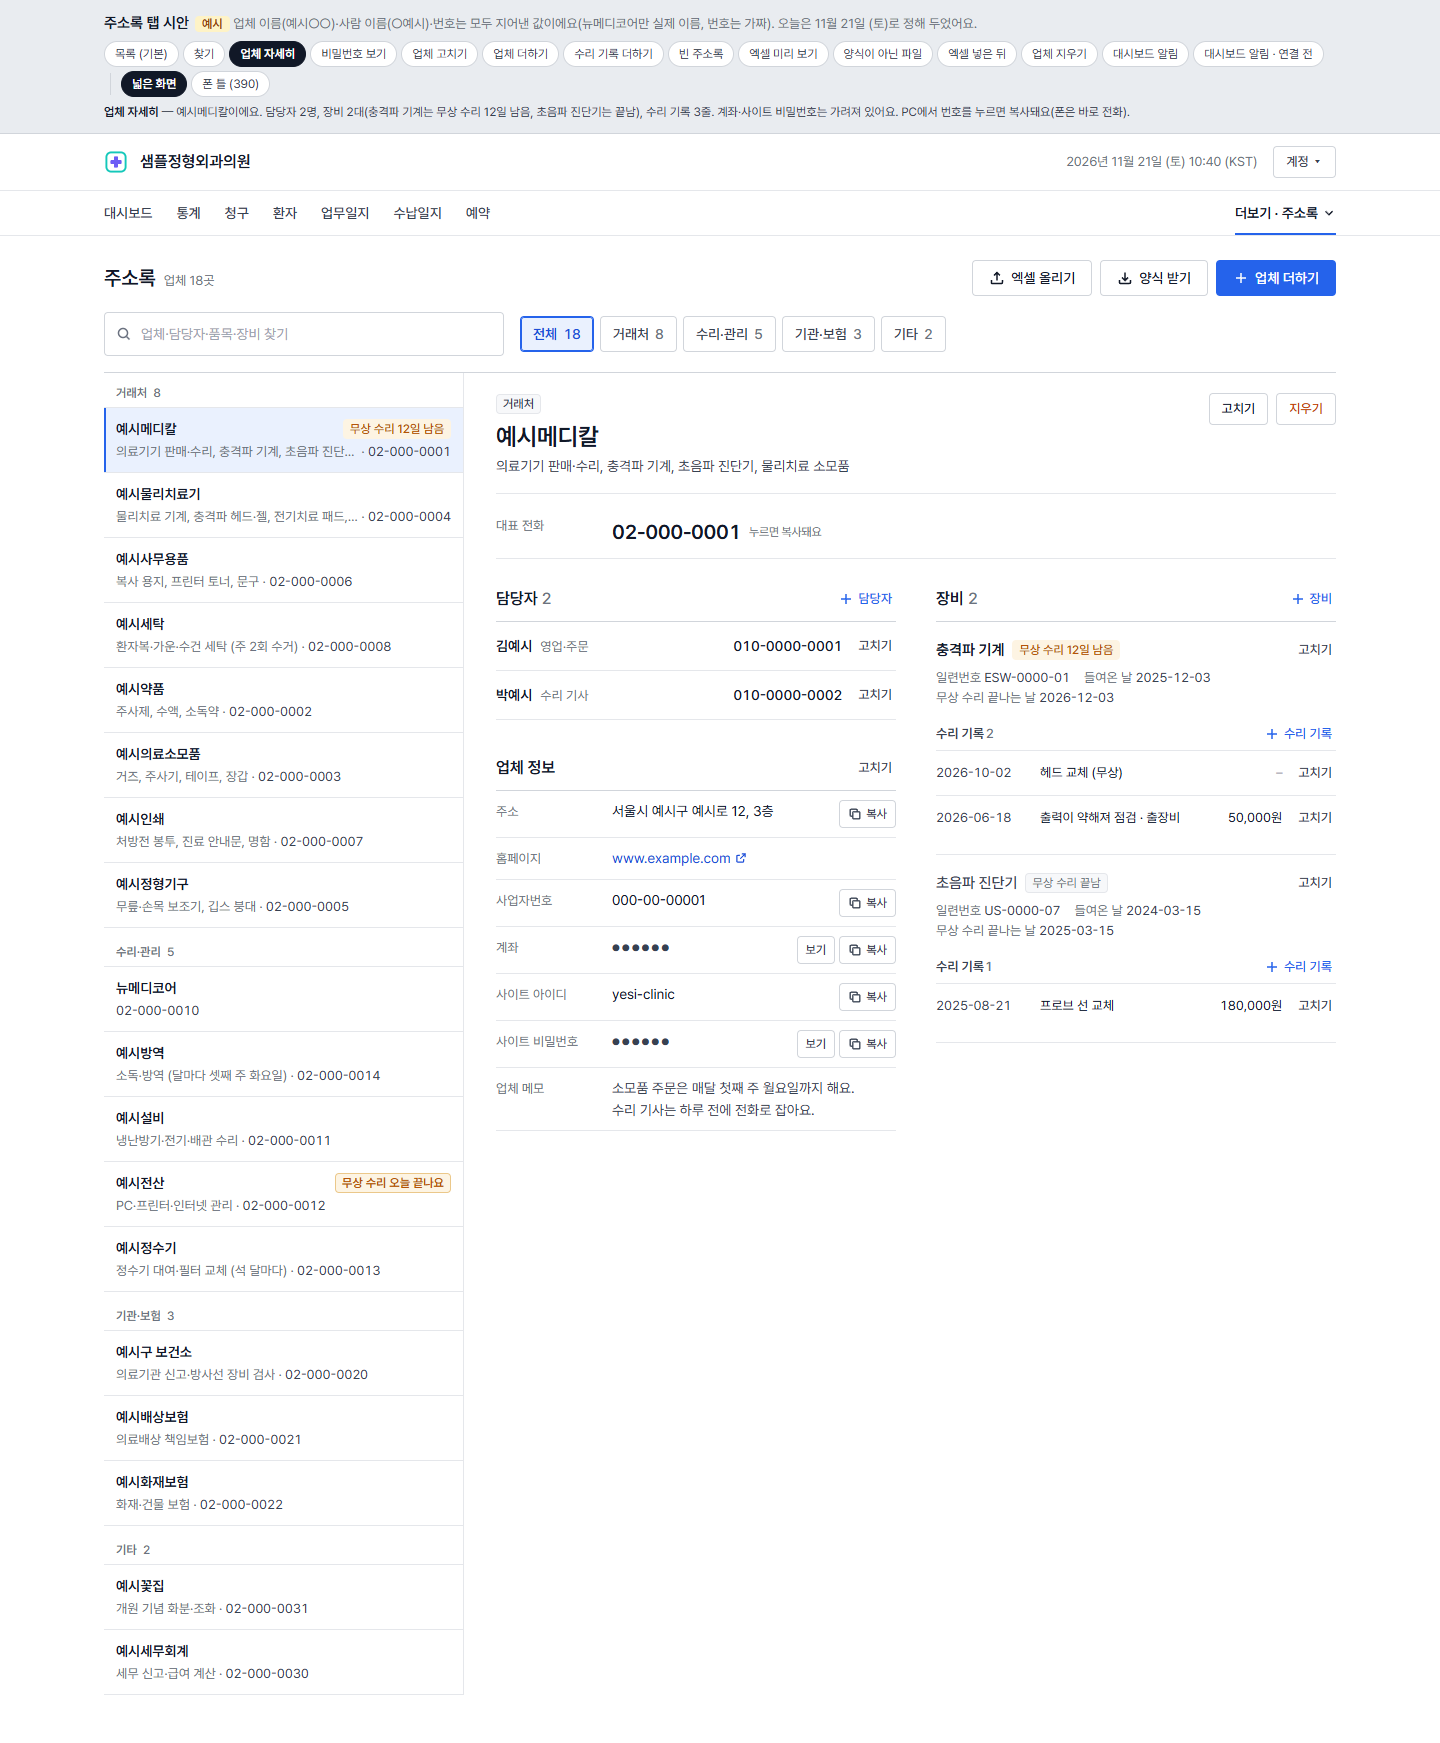 주소록 탭 시안 예시 업체 이름(예시○○)·사람 이름(○예시)·번호는 모두 지어낸 값이에요(뉴메디코어만 실제 이름, 번호는 가짜). 오늘은 11월 21일 (토)로 정해 두었어요.
목록 (기본) 찾기 업체 자세히 비밀번호 보기 업체 고치기 업체 더하기 수리 기록 더하기 빈 주소록 엑셀 미리 보기 양식이 아닌 파일 엑셀 넣은 뒤 업체 지우기 대시보드 알림 대시보드 알림 · 연결 전
넓은 화면 폰 틀 (390)
업체 자세히 — 예시메디칼이에요. 담당자 2명, 장비 2대(충격파 기계는 무상 수리 12일 남음, 초음파 진단기는 끝남), 수리 기록 3줄. 계좌·사이트 비밀번호는 가려져 있어요. PC에서 번호를 누르면 복사돼요(폰은 바로 전화).
샘플정형외과의원
2026년 11월 21일 (토) 10:40 (KST) 계정
대시보드 통계 청구 환자 업무일지 수납일지 예약 더보기 · 주소록
주소록 업체 18곳
엑셀 올리기 양식 받기 업체 더하기
업체·담당자·품목·장비 찾기
전체 18 거래처 8 수리·관리 5 기관·보험 3 기타 2
거래처 8
예시메디칼 무상 수리 12일 남음
의료기기 판매·수리, 충격파 기계, 초음파 진단... · 02-000-0001
예시물리치료기
물리치료 기계, 충격파 헤드·젤, 전기치료 패드,... · 02-000-0004
예시사무용품
복사 용지, 프린터 토너, 문구 · 02-000-0006
예시세탁
환자복·가운·수건 세탁 (주 2회 수거) · 02-000-0008
예시약품
주사제, 수액, 소독약 · 02-000-0002
예시의료소모품
거즈, 주사기, 테이프, 장갑 · 02-000-0003
예시인쇄
처방전 봉투, 진료 안내문, 명함 · 02-000-0007
예시정형기구
무릎·손목 보조기, 깁스 붕대 · 02-000-0005
수리·관리 5
뉴메디코어
02-000-0010
예시방역
소독·방역 (달마다 셋째 주 화요일) · 02-000-0014
예시설비
냉난방기·전기·배관 수리 · 02-000-0011
예시전산 무상 수리 오늘 끝나요
PC·프린터·인터넷 관리 · 02-000-0012
예시정수기
정수기 대여·필터 교체 (석 달마다) · 02-000-0013
기관·보험 3
예시구 보건소
의료기관 신고·방사선 장비 검사 · 02-000-0020
예시배상보험
의료배상 책임보험 · 02-000-0021
예시화재보험
화재·건물 보험 · 02-000-0022
기타 2
예시꽃집
개원 기념 화분·조화 · 02-000-0031
예시세무회계
세무 신고·급여 계산 · 02-000-0030
거래처
고치기 지우기
예시메디칼
의료기기 판매·수리, 충격파 기계, 초음파 진단기, 물리치료 소모품
대표 전화 02-000-0001 누르면 복사돼요
담당자 2 + 담당자
김예시 영업·주문 010-0000-0001 고치기
박예시 수리 기사 010-0000-0002 고치기
업체 정보 고치기
주소 서울시 예시구 예시로 12, 3층 복사
홈페이지 www.example.com
사업자번호 000-00-00001 복사
계좌 ●●●●●● 보기 복사
사이트 아이디 yesi-clinic 복사
사이트 비밀번호 ●●●●●● 보기 복사
업체 메모 소모품 주문은 매달 첫째 주 월요일까지 해요.
수리 기사는 하루 전에 전화로 잡아요.
장비 2 + 장비
충격파 기계 무상 수리 12일 남음 고치기
일련번호 ESW-0000-01 들여온 날 2025-12-03
무상 수리 끝나는 날 2026-12-03
수리 기록 2 + 수리 기록
2026-10-02 헤드 교체 (무상) – 고치기
2026-06-18 출력이 약해져 점검 · 출장비 50,000원 고치기
초음파 진단기 무상 수리 끝남 고치기
일련번호 US-0000-07 들여온 날 2024-03-15
무상 수리 끝나는 날 2025-03-15
수리 기록 1 + 수리 기록
2025-08-21 프로브 선 교체 180,000원 고치기